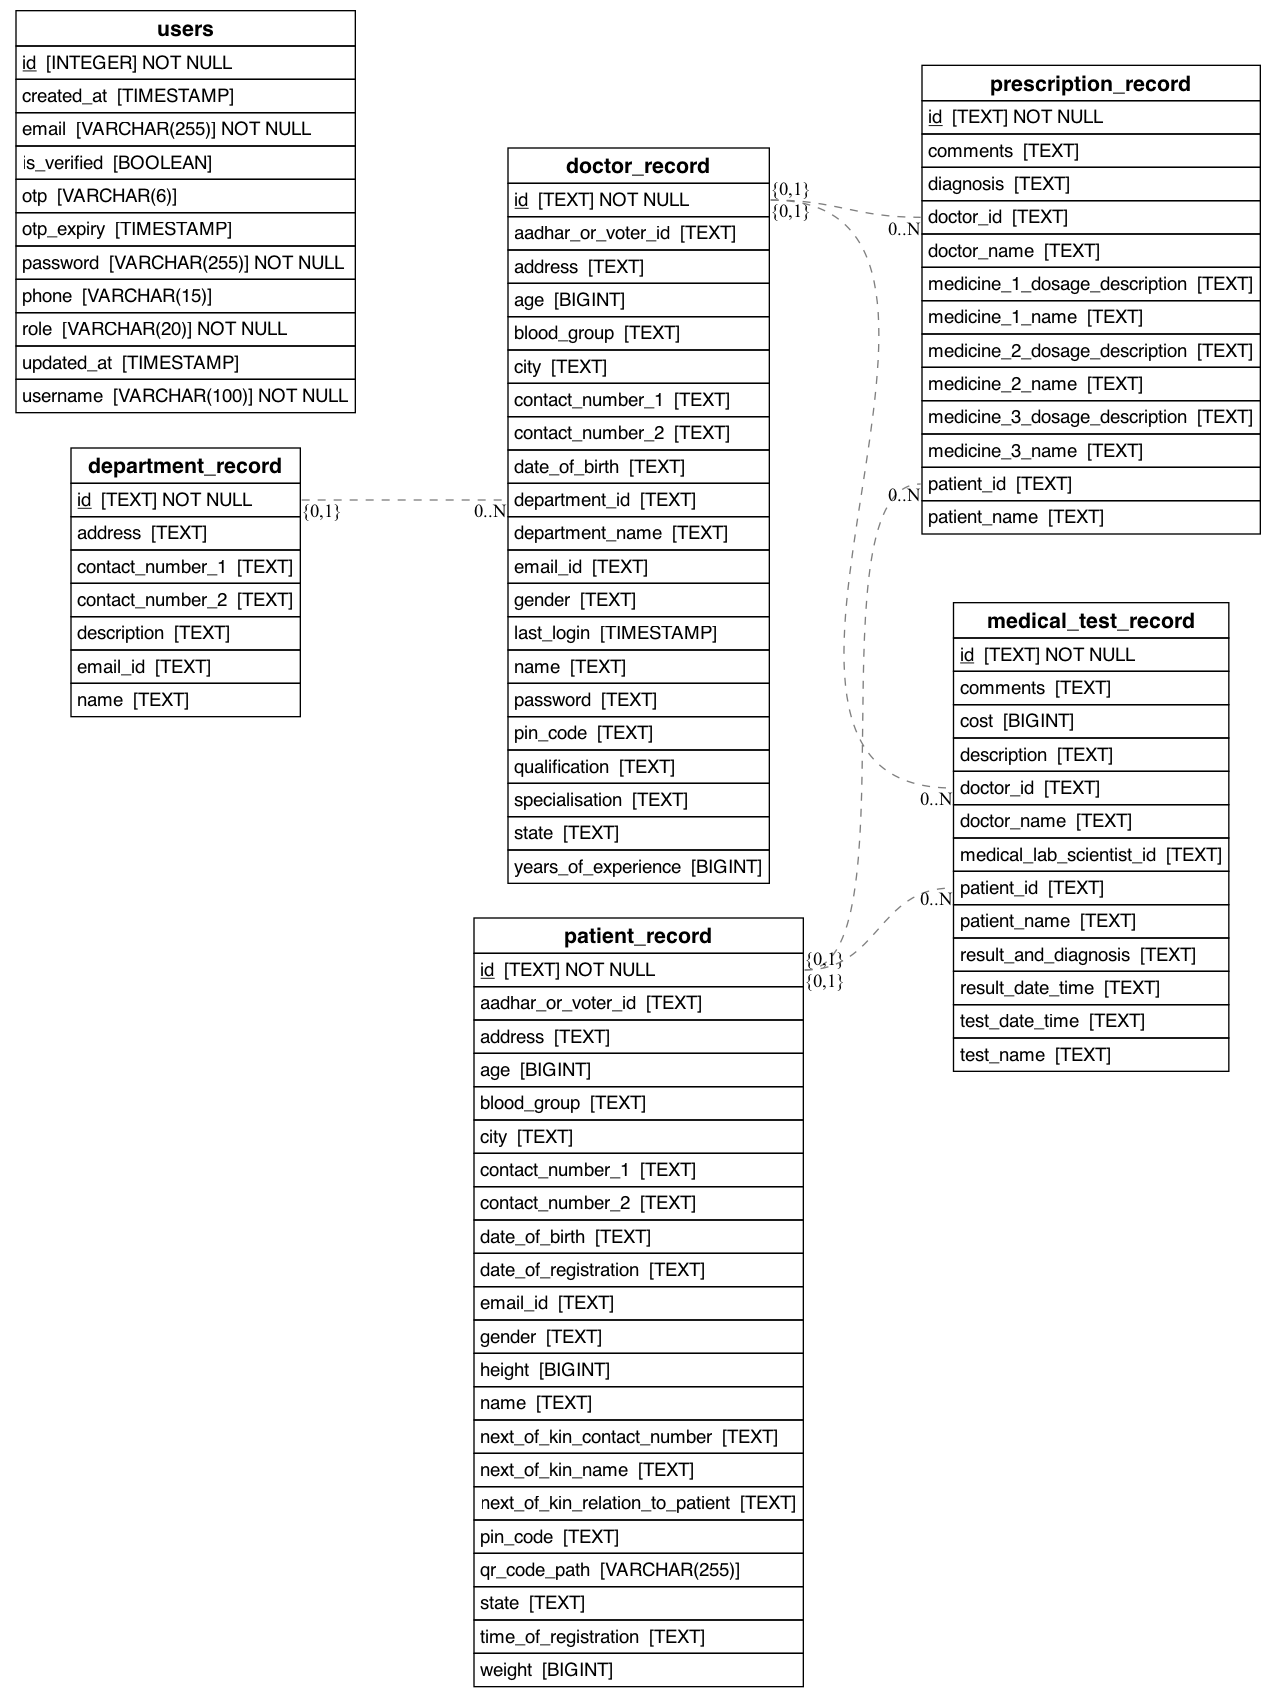 users
id [INTEGER] NOT NULL
created_at [TIMESTAMP]
email [VARCHAR(255)] NOT NULL
is_verified [BOOLEAN]
otp [VARCHAR(6)]
otp_expiry [TIMESTAMP]
password [VARCHAR(255)] NOT NULL
phone [VARCHAR(15)]
role [VARCHAR(20)] NOT NULL
updated_at [TIMESTAMP]
username [VARCHAR(100)] NOT NULL
department_record
id [TEXT] NOT NULL
address [TEXT]
contact_number_1 [TEXT]
contact_number_2 [TEXT]
description [TEXT]
email_id [TEXT]
name [TEXT]
{0,1}
0..N
doctor_record
id [TEXT] NOT NULL
aadhar_or_voter_id [TEXT]
address [TEXT]
age [BIGINT]
blood_group [TEXT]
city [TEXT]
contact_number_1 [TEXT]
contact_number_2 [TEXT]
date_of_birth [TEXT]
department_id [TEXT]
department_name [TEXT]
email_id [TEXT]
gender [TEXT]
last_login [TIMESTAMP]
name [TEXT]
password [TEXT]
pin_code [TEXT]
qualification [TEXT]
specialisation [TEXT]
state [TEXT]
years_of_experience [BIGINT]
{0,1}
{0,1}
0..N
0..N
prescription_record
id [TEXT] NOT NULL
comments [TEXT]
diagnosis [TEXT]
doctor_id [TEXT]
doctor_name [TEXT]
medicine_1_dosage_description [TEXT]
medicine_1_name [TEXT]
medicine_2_dosage_description [TEXT]
medicine_2_name [TEXT]
medicine_3_dosage_description [TEXT]
medicine_3_name [TEXT]
patient_id [TEXT]
patient_name [TEXT]
0..N
0..N
medical_test_record
id [TEXT] NOT NULL
comments [TEXT]
cost [BIGINT]
description [TEXT]
doctor_id [TEXT]
doctor_name [TEXT]
medical_lab_scientist_id [TEXT]
patient_id [TEXT]
patient_name [TEXT]
result_and_diagnosis [TEXT]
result_date_time [TEXT]
test_date_time [TEXT]
test_name [TEXT]
patient_record
id [TEXT] NOT NULL
aadhar_or_voter_id [TEXT]
address [TEXT]
age [BIGINT]
blood_group [TEXT]
city [TEXT]
contact_number_1 [TEXT]
contact_number_2 [TEXT]
date_of_birth [TEXT]
date_of_registration [TEXT]
email_id [TEXT]
gender [TEXT]
height [BIGINT]
name [TEXT]
next_of_kin_contact_number [TEXT]
next_of_kin_name [TEXT]
next_of_kin_relation_to_patient [TEXT]
pin_code [TEXT]
qr_code_path [VARCHAR(255)]
state [TEXT]
time_of_registration [TEXT]
weight [BIGINT]
{0,1}
{0,1}